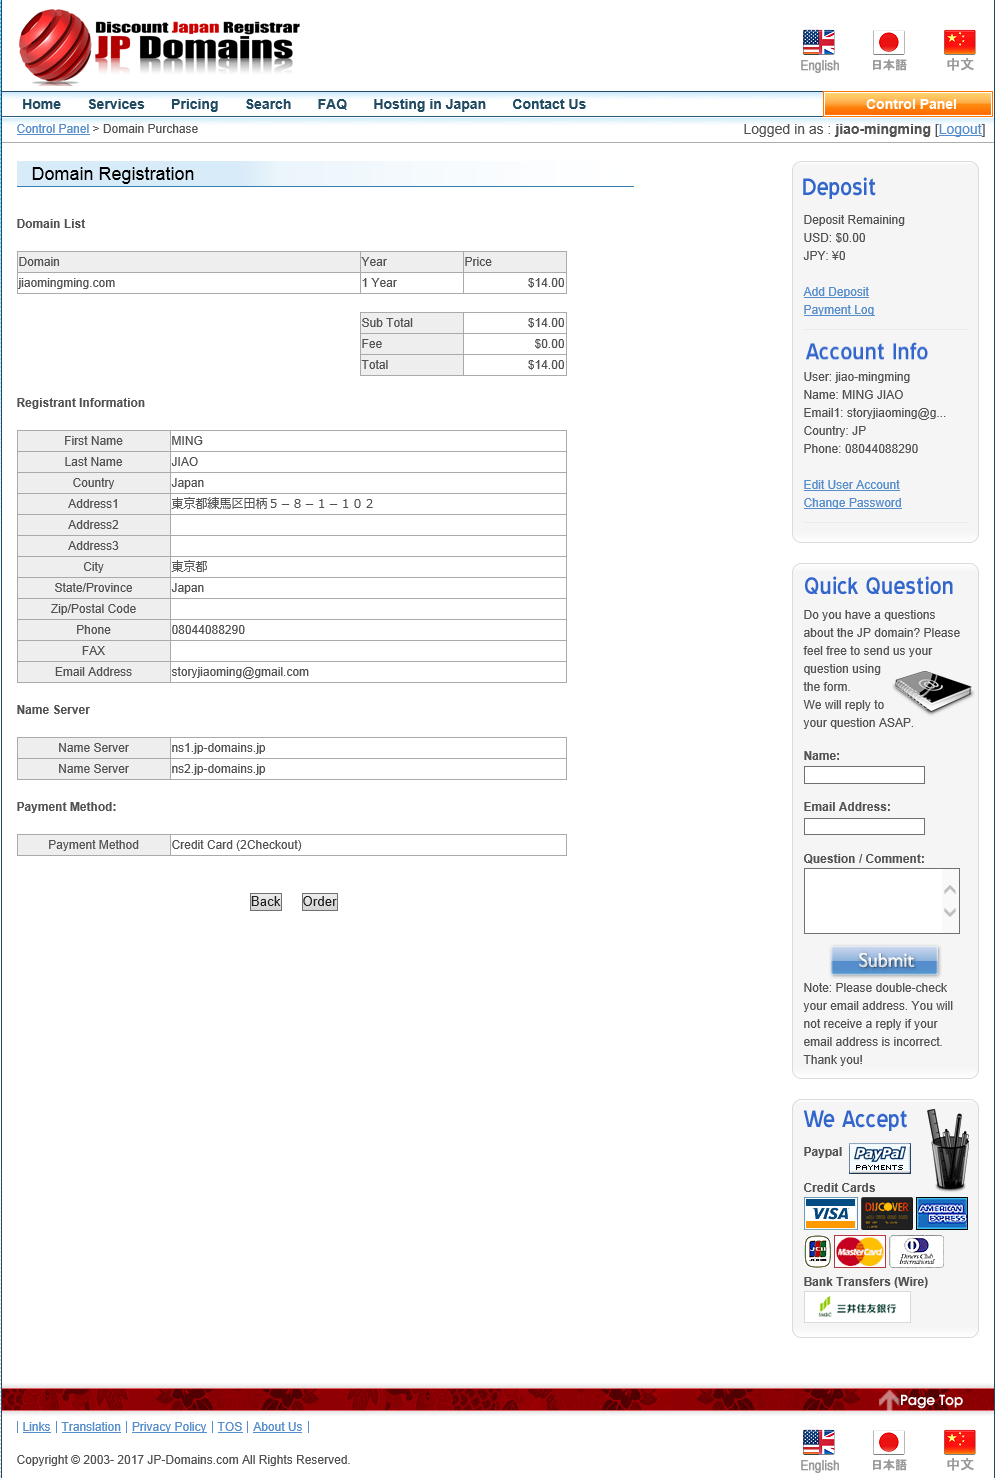 Discount Japan Registrar
JP Domains
English
日本語
中文
Home Services Pricing Search FAQ Hosting in Japan Contact Us Control Panel
Control Panel > Domain Purchase
Logged in as : jiao-mingming [Logout]
Domain Registration
Domain List
Domain Year Price
jiaomingming.com 1 Year $14.00
Sub Total $14.00
Fee $0.00
Total $14.00
Registrant Information
First Name MING
Last Name JIAO
Country Japan
Address1 東京都練馬区田柄５－８－１－１０２
Address2
Address3
City 東京都
State/Province Japan
Zip/Postal Code
Phone 08044088290
FAX
Email Address storyjiaoming@gmail.com
Name Server
Name Server ns1.jp-domains.jp
Name Server ns2.jp-domains.jp
Payment Method:
Payment Method Credit Card (2Checkout)
Back Order
Deposit
Deposit Remaining
USD: $0.00
JPY: ¥0
Add Deposit
Payment Log
Account Info
User: jiao-mingming
Name: MING JIAO
Email1: storyjiaoming@g...
Country: JP
Phone: 08044088290
Edit User Account
Change Password
Quick Question
Do you have a questions
about the JP domain? Please
feel free to send us your
question using
the form.
We will reply to
your question ASAP.
Name:
Email Address:
Question / Comment:
Submit
Note: Please double-check
your email address. You will
not receive a reply if your
email address is incorrect.
Thank you!
We Accept
Paypal PayPal
PAYMENTS
Credit Cards
VISA DISCOVER AMERICAN EXPRESS
JCB MasterCard Diners Club International
Bank Transfers (Wire)
SMBC 三井住友銀行
Page Top
| Links | Translation | Privacy Policy | TOS | About Us |
Copyright © 2003- 2017 JP-Domains.com All Rights Reserved.
English
日本語
中文